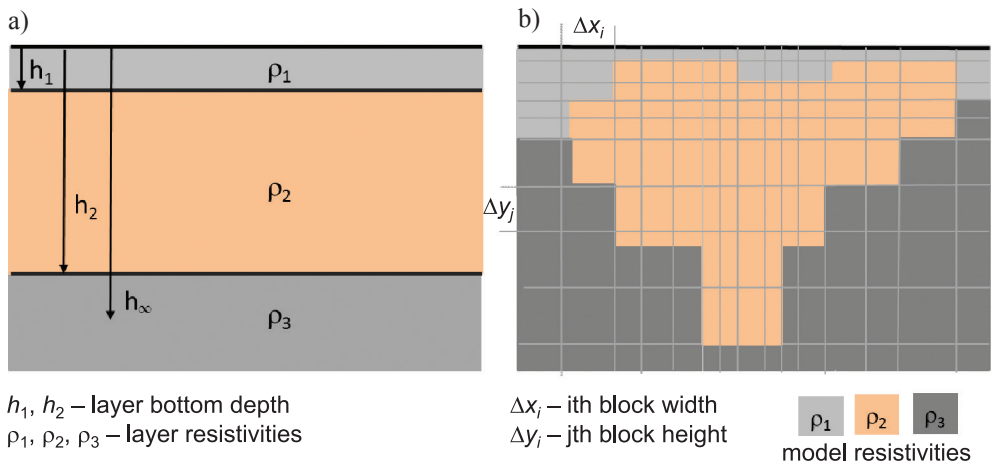 a)
h₁
ρ₁
h₂
ρ₂
h∞
ρ₃
h₁, h₂ – layer bottom depth
ρ₁, ρ₂, ρ₃ – layer resistivities
b)
Δxᵢ
Δyⱼ
Δxᵢ – ith block width
Δyᵢ – jth block height
ρ₁ ρ₂ ρ₃
model resistivities